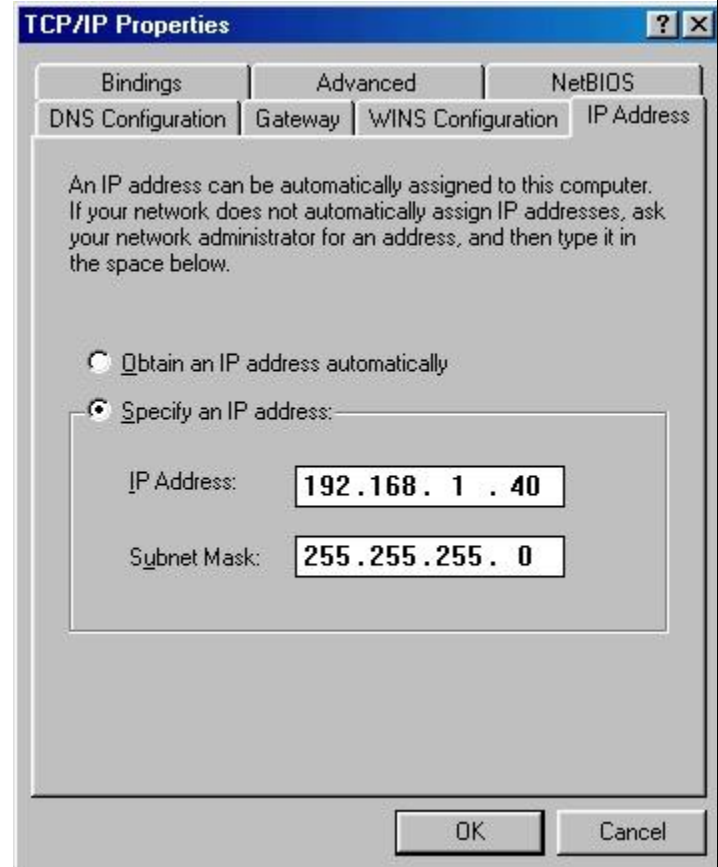 TCP/IP Properties
?
Bindings
Advanced
NetBIOS
DNS Configuration
Gateway
WINS Configuration
IP Address
An IP address can be automatically assigned to this computer.
If your network does not automatically assign IP addresses, ask
your network administrator for an address, and then type it in
the space below.
Obtain an IP address automatically
Specify an IP address:
IP Address:
192.168. 1 . 40
Subnet Mask:
255.255.255. 0
OK
Cancel